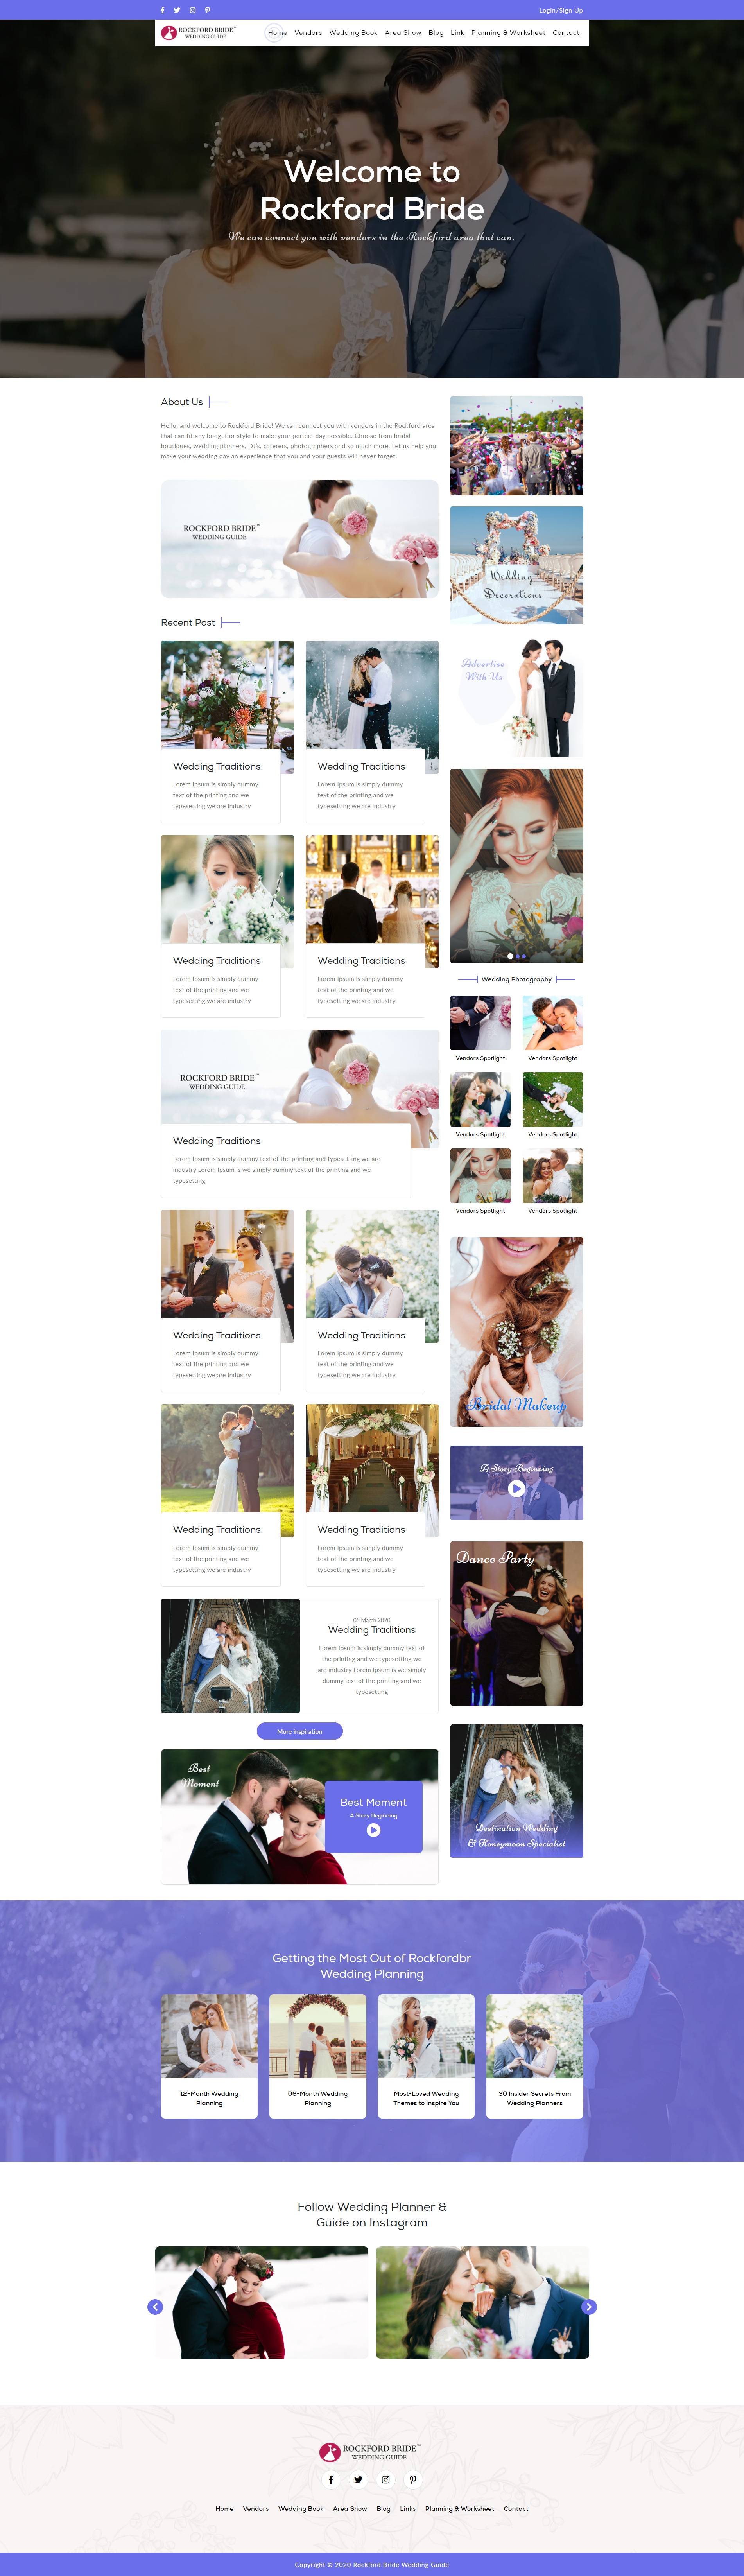 Login/Sign Up
ROCKFORD BRIDE™
WEDDING GUIDE
Home Vendors Wedding Book Area Show Blog Link Planning & Worksheet Contact
Welcome to
Rockford Bride
We can connect you with vendors in the Rockford area that can.
About Us
Hello, and welcome to Rockford Bride! We can connect you with vendors in the Rockford area
that can fit any budget or style to make your perfect day possible. Choose from bridal
boutiques, wedding planners, DJ's, caterers, photographers and so much more. Let us help you
make your wedding day an experience that you and your guests will never forget.
ROCKFORD BRIDE™
WEDDING GUIDE
Recent Post
Wedding Traditions
Lorem Ipsum is simply dummy
text of the printing and we
typesetting we are industry
Wedding Traditions
Lorem Ipsum is simply dummy
text of the printing and we
typesetting we are industry
Wedding Traditions
Lorem Ipsum is simply dummy
text of the printing and we
typesetting we are industry
Wedding Traditions
Lorem Ipsum is simply dummy
text of the printing and we
typesetting we are industry
ROCKFORD BRIDE™
WEDDING GUIDE
Wedding Traditions
Lorem Ipsum is simply dummy text of the printing and typesetting we are
industry Lorem Ipsum is we simply dummy text of the printing and we
typesetting
Wedding Traditions
Lorem Ipsum is simply dummy
text of the printing and we
typesetting we are industry
Wedding Traditions
Lorem Ipsum is simply dummy
text of the printing and we
typesetting we are industry
Wedding Traditions
Lorem Ipsum is simply dummy
text of the printing and we
typesetting we are industry
Wedding Traditions
Lorem Ipsum is simply dummy
text of the printing and we
typesetting we are industry
05 March 2020
Wedding Traditions
Lorem Ipsum is simply dummy text of
the printing and we typesetting we
are industry Lorem Ipsum is we simply
dummy text of the printing and we
typesetting
More inspiration
Best
Moment
Best Moment
A Story Beginning
Wedding
Decorations
Advertise
With Us
Wedding Photography
Vendors Spotlight
Vendors Spotlight
Vendors Spotlight
Vendors Spotlight
Vendors Spotlight
Vendors Spotlight
Bridal Makeup
A Story Beginning
Dance Party
Destination Wedding
& Honeymoon Specialist
Getting the Most Out of Rockfordbr
Wedding Planning
12-Month Wedding
Planning
08-Month Wedding
Planning
Most-Loved Wedding
Themes to Inspire You
30 Insider Secrets From
Wedding Planners
Follow Wedding Planner &
Guide on Instagram
ROCKFORD BRIDE™
WEDDING GUIDE
Home Vendors Wedding Book Area Show Blog Links Planning & Worksheet Contact
Copyright © 2020 Rockford Bride Wedding Guide